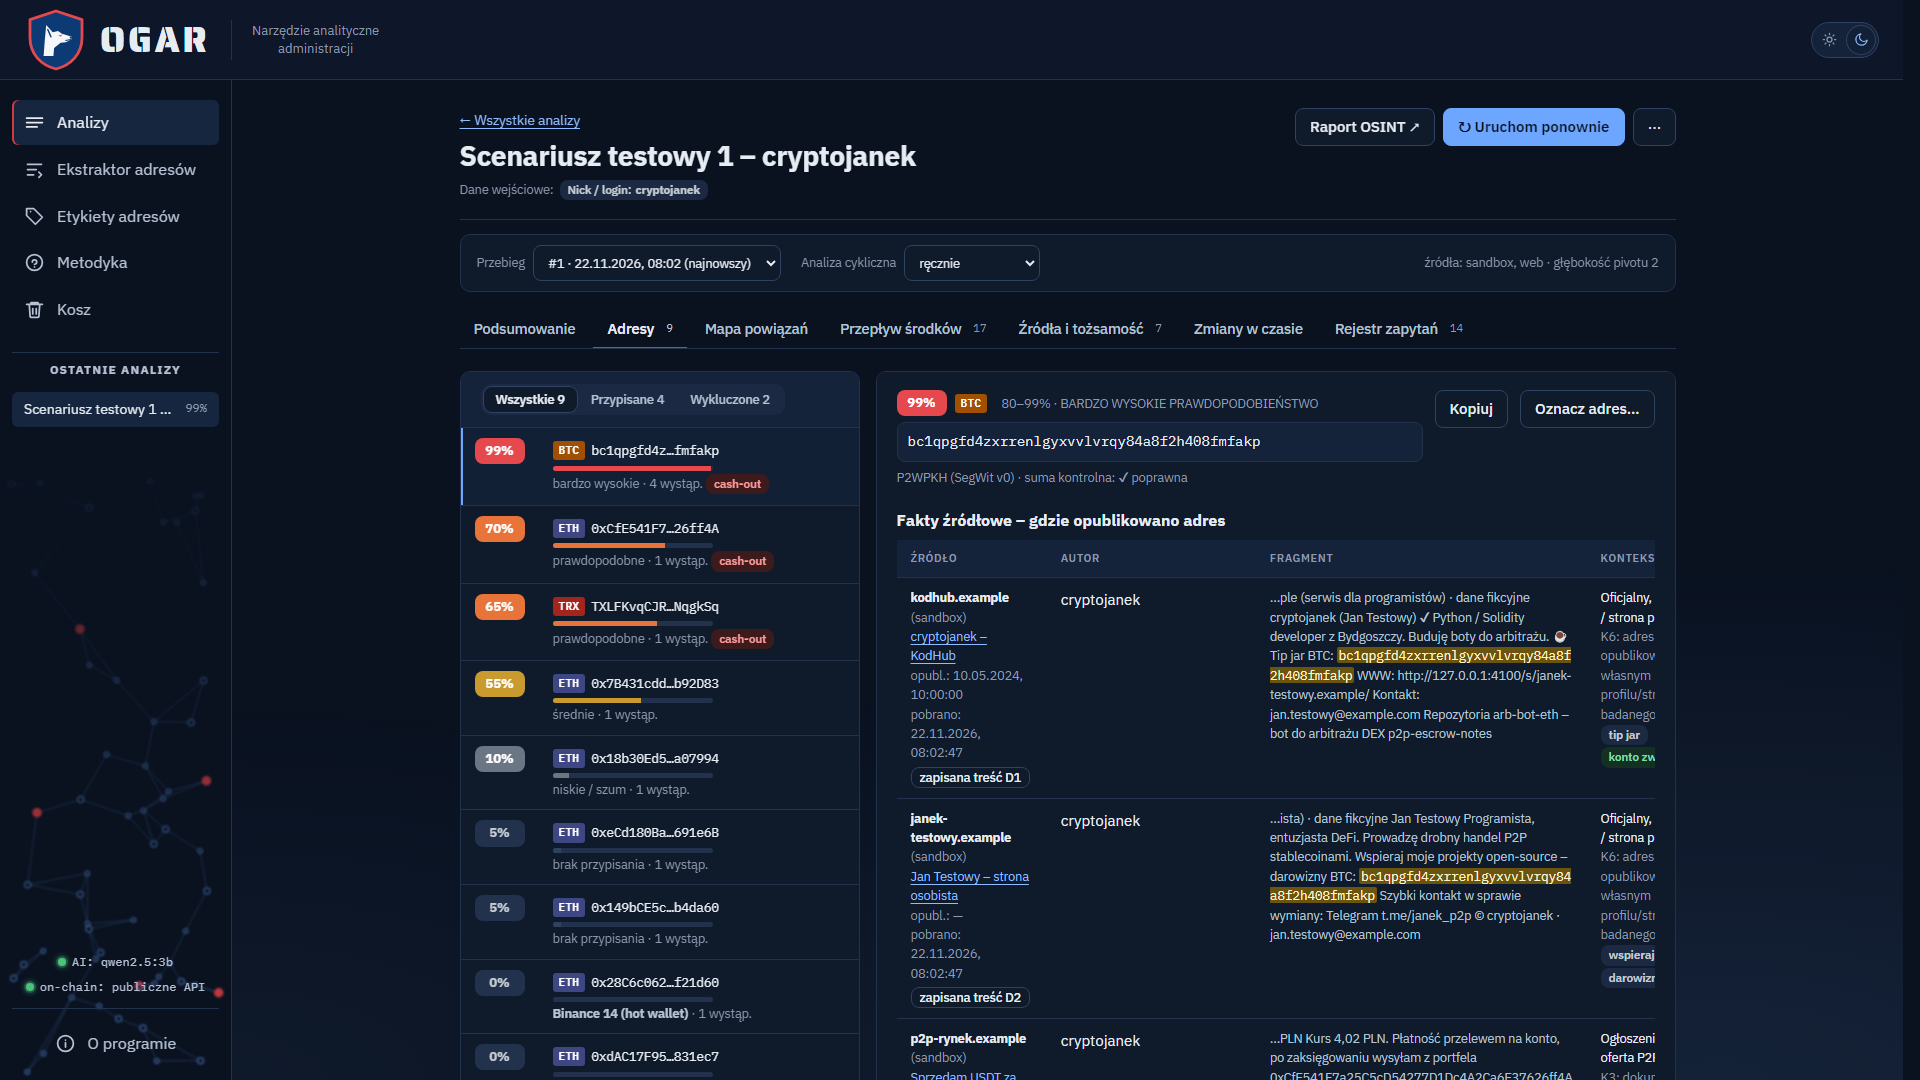 OGAR
Narzędzie analityczne
administracji
Analizy
Ekstraktor adresów
Etykiety adresów
Metodyka
Kosz
OSTATNIE ANALIZY
Scenariusz testowy 1 ... 99%
AI: qwen2.5:3b
on-chain: publiczne API
O programie
← Wszystkie analizy
Scenariusz testowy 1 – cryptojanek
Dane wejściowe: Nick / login: cryptojanek
Raport OSINT ↗
↻ Uruchom ponownie
...
Przebieg #1 · 22.11.2026, 08:02 (najnowszy) Analiza cykliczna ręcznie źródła: sandbox, web · głębokość pivotu 2
Podsumowanie Adresy 9 Mapa powiązań Przepływ środków 17 Źródła i tożsamość 7 Zmiany w czasie Rejestr zapytań 14
Wszystkie 9 Przypisane 4 Wykluczone 2
99% BTC bc1qpgfd4z…fmfakp
bardzo wysokie · 4 wystąp. cash-out
70% ETH 0xCfE541F7…26ff4A
prawdopodobne · 1 wystąp. cash-out
65% TRX TXLFKvqCJR…NqgkSq
prawdopodobne · 1 wystąp. cash-out
55% ETH 0x7B431cdd…b92D83
średnie · 1 wystąp.
10% ETH 0x18b30Ed5…a07994
niskie / szum · 1 wystąp.
5% ETH 0xeCd180Ba…691e6B
brak przypisania · 1 wystąp.
5% ETH 0x149bCE5c…b4da60
brak przypisania · 1 wystąp.
0% ETH 0x28C6c062…f21d60
Binance 14 (hot wallet) · 1 wystąp.
0% ETH 0xdAC17F95…831ec7
99% BTC 80–99% · BARDZO WYSOKIE PRAWDOPODOBIEŃSTWO
Kopiuj
Oznacz adres...
bc1qpgfd4zxrrenlgyxvvlvrqy84a8f2h408fmfakp
P2WPKH (SegWit v0) · suma kontrolna: ✓ poprawna
Fakty źródłowe – gdzie opublikowano adres
ŹRÓDŁO AUTOR FRAGMENT KONTEKS
kodhub.example
(sandbox)
cryptojanek –
KodHub
opubl.: 10.05.2024,
10:00:00
pobrano:
22.11.2026,
08:02:47
zapisana treść D1
cryptojanek
…ple (serwis dla programistów) · dane fikcyjne
cryptojanek (Jan Testowy) ✓ Python / Solidity
developer z Bydgoszczy. Buduję boty do arbitrażu. ☕
Tip jar BTC: bc1qpgfd4zxrrenlgyxvvlvrqy84a8f
2h408fmfakp WWW: http://127.0.0.1:4100/s/janek-
testowy.example/ Kontakt:
jan.testowy@example.com Repozytoria arb-bot-eth –
bot do arbitrażu DEX p2p-escrow-notes
Oficjalny,
/ strona p
K6: adres
opublikow
własnym
profilu/str
badanego
tip jar
konto zw
janek-
testowy.example
(sandbox)
Jan Testowy – strona
osobista
opubl.: —
pobrano:
22.11.2026,
08:02:47
zapisana treść D2
cryptojanek
…ista) · dane fikcyjne Jan Testowy Programista,
entuzjasta DeFi. Prowadzę drobny handel P2P
stablecoinami. Wspieraj moje projekty open-source –
darowizny BTC: bc1qpgfd4zxrrenlgyxvvlvrqy84
a8f2h408fmfakp Szybki kontakt w sprawie
wymiany: Telegram t.me/janek_p2p © cryptojanek ·
jan.testowy@example.com
Oficjalny,
/ strona p
K6: adres
opublikow
własnym
profilu/str
badanego
wspieraj
darowizn
p2p-rynek.example
(sandbox)
Sprzedam USDT za
cryptojanek
…PLN Kurs 4,02 PLN. Płatność przelewem na konto,
po zaksięgowaniu wysyłam z portfela
0xCfE541F7a25C5cD54277D1Dc4A2Ca6F37626ff4A
Ogłoszeni
oferta P2P
K3: dokur